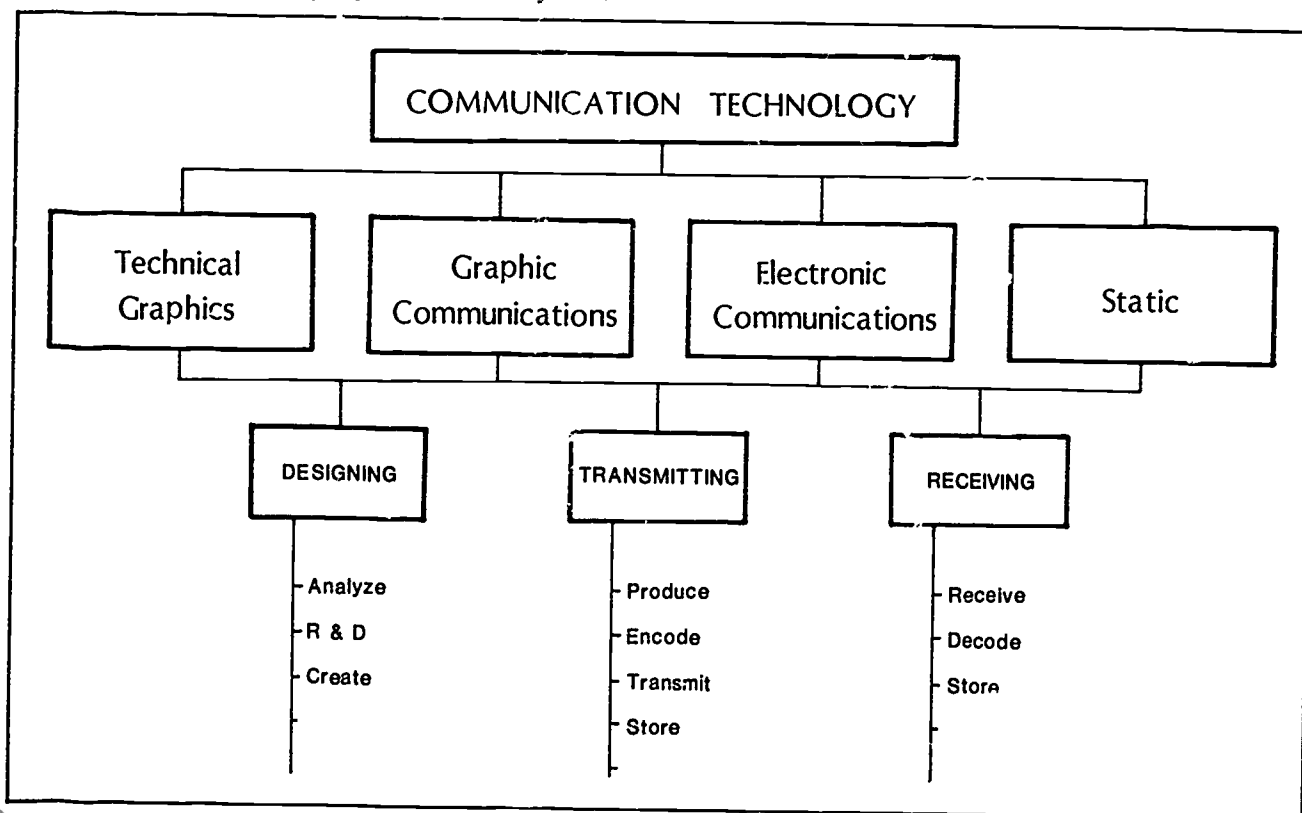 COMMUNICATION TECHNOLOGY
Technical
Graphics
Graphic
Communications
Electronic
Communications
Static
DESIGNING
TRANSMITTING
RECEIVING
Analyze
R & D
Create
Produce
Encode
Transmit
Store
Receive
Decode
Store